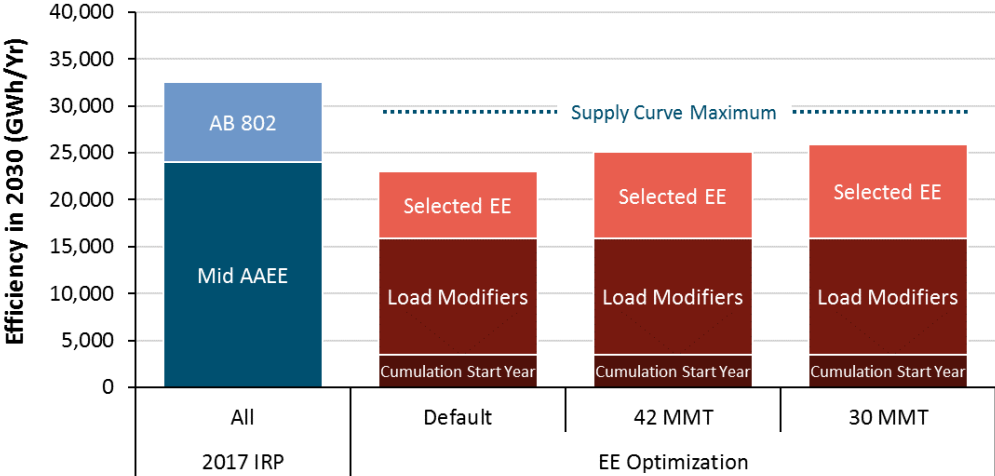 Efficiency in 2030 (GWh/Yr)
40,000
35,000
30,000
25,000
20,000
15,000
10,000
5,000
0
AB 802
Mid AAEE
Supply Curve Maximum
Selected EE
Load Modifiers
Cumulation Start Year
Selected EE
Load Modifiers
Cumulation Start Year
Selected EE
Load Modifiers
Cumulation Start Year
All
Default
42 MMT
30 MMT
2017 IRP
EE Optimization